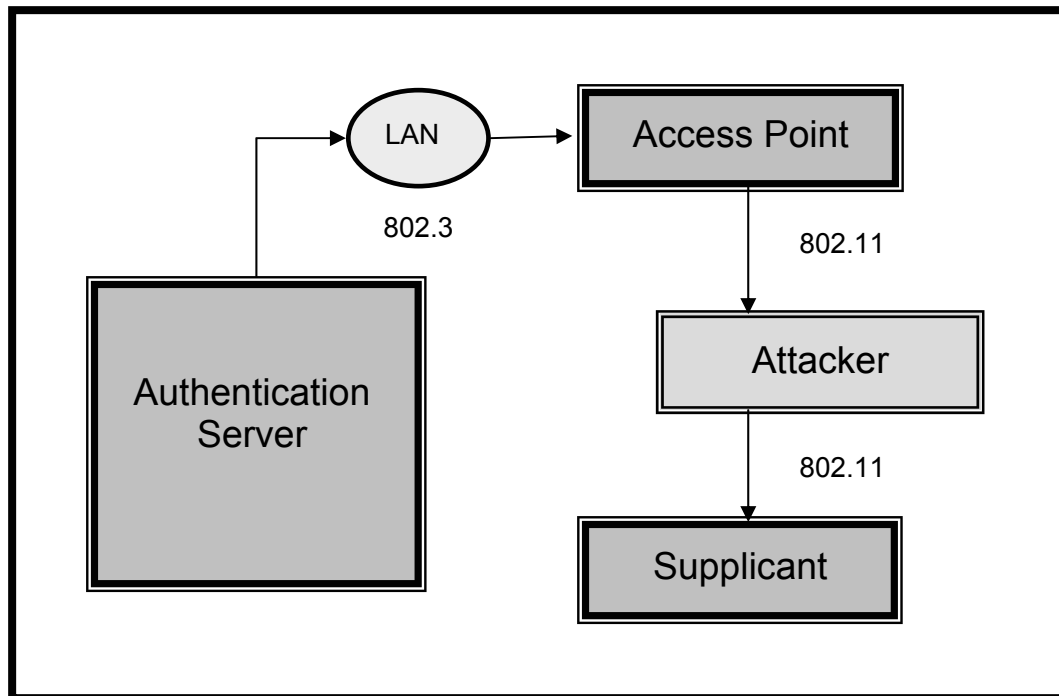 LAN
Access Point
802.3
802.11
Attacker
Authentication
Server
802.11
Supplicant